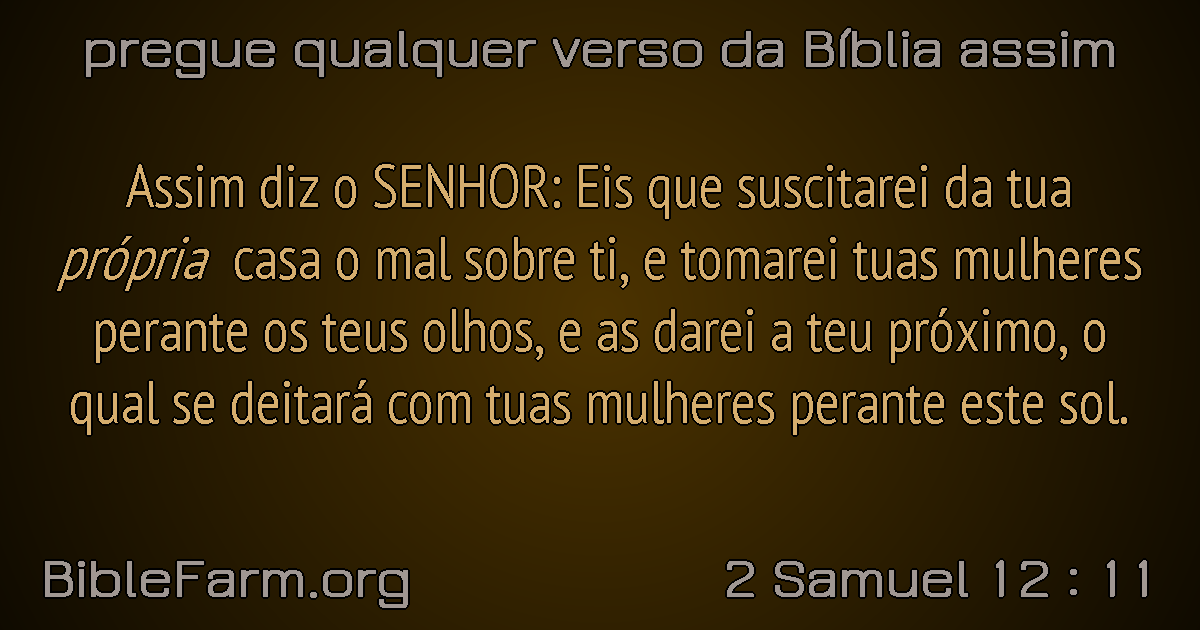 pregue qualquer verso da Bíblia assim
Assim diz o SENHOR: Eis que suscitarei da tua
própria casa o mal sobre ti, e tomarei tuas mulheres
perante os teus olhos, e as darei a teu próximo, o
qual se deitará com tuas mulheres perante este sol.
BibleFarm.org
2 Samuel 12 : 11